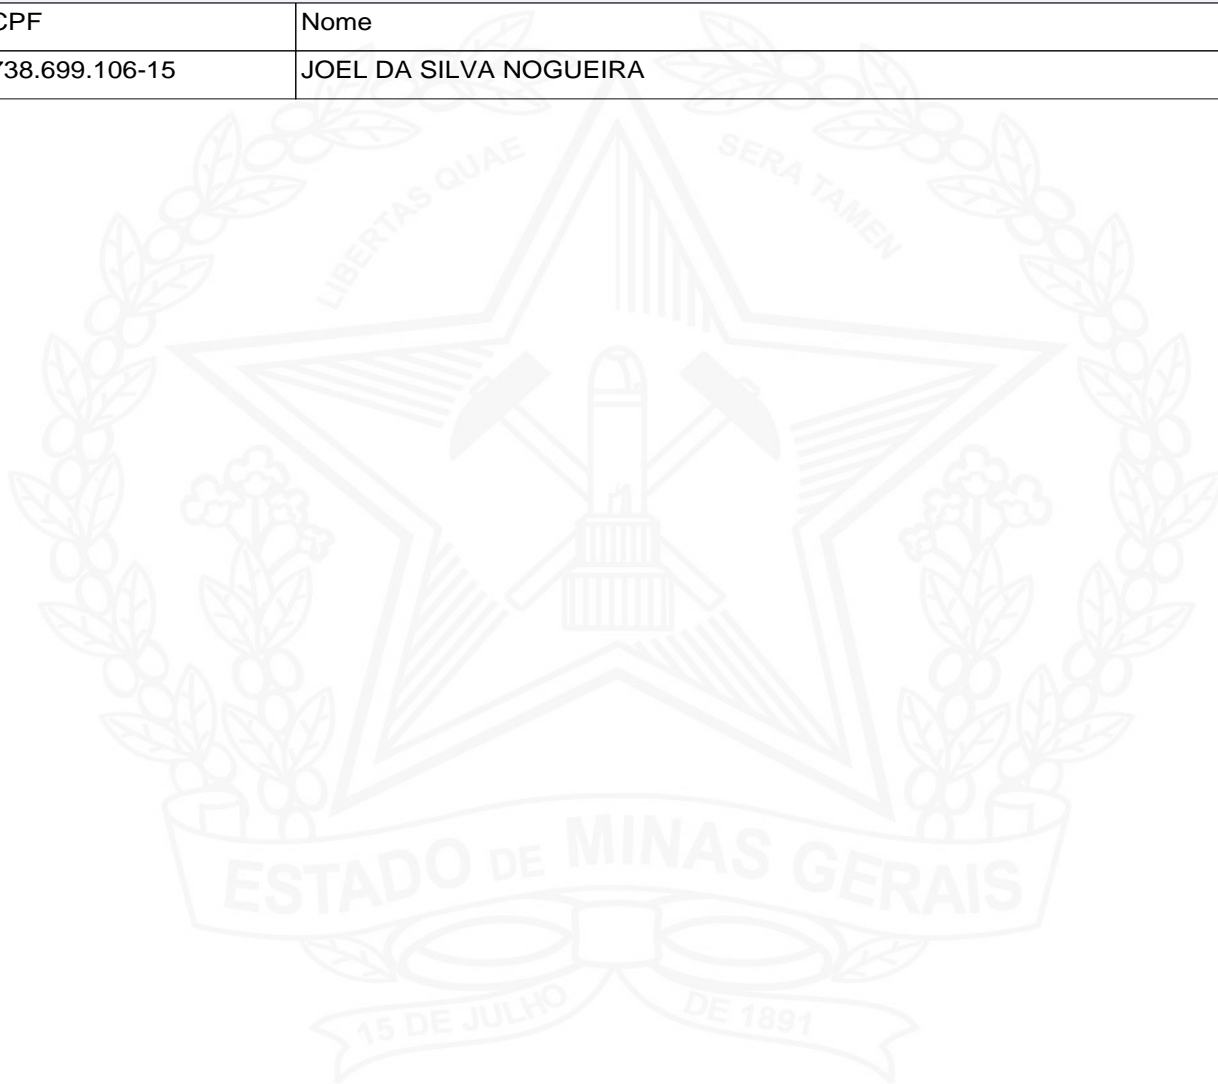 CPF Nome
738.699.106-15 JOEL DA SILVA NOGUEIRA
LIBERTAS QUAE SERA TAMEN
ESTADO DE MINAS GERAIS
15 DE JULHO DE 1891